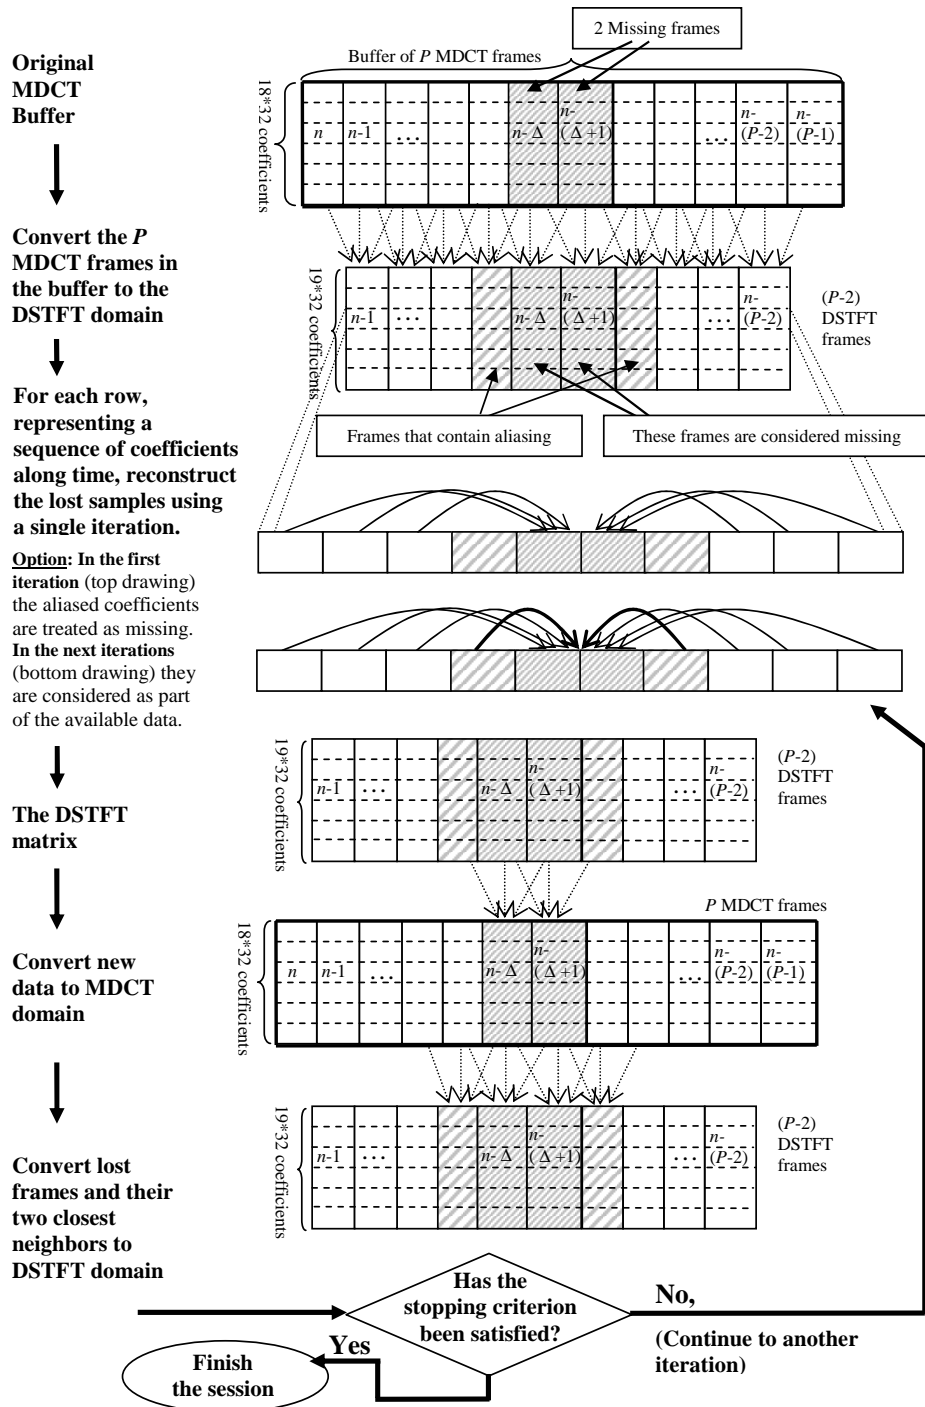 2 Missing frames
Original
MDCT
Buffer
Buffer of P MDCT frames
18*32 coefficients
n
n-1
...
n- Δ
n-
(Δ +1)
...
n-
(P-2)
n-
(P-1)
Convert the P
MDCT frames in
the buffer to the
DSTFT domain
19*32 coefficients
n-1
...
n- Δ
n-
(Δ +1)
...
n-
(P-2)
(P-2)
DSTFT
frames
Frames that contain aliasing
These frames are considered missing
For each row,
representing a
sequence of coefficients
along time, reconstruct
the lost samples using
a single iteration.
Option: In the first
iteration (top drawing)
the aliased coefficients
are treated as missing.
In the next iterations
(bottom drawing) they
are considered as part
of the available data.
The DSTFT
matrix
19*32 coefficients
n-1
...
n- Δ
n-
(Δ +1)
...
n-
(P-2)
(P-2)
DSTFT
frames
P MDCT frames
Convert new
data to MDCT
domain
18*32 coefficients
n
n-1
...
n- Δ
n-
(Δ +1)
...
n-
(P-2)
n-
(P-1)
Convert lost
frames and their
two closest
neighbors to
DSTFT domain
19*32 coefficients
n-1
...
n- Δ
n-
(Δ +1)
...
n-
(P-2)
(P-2)
DSTFT
frames
Has the
stopping criterion
been satisfied?
No,
(Continue to another
iteration)
Yes
Finish
the session